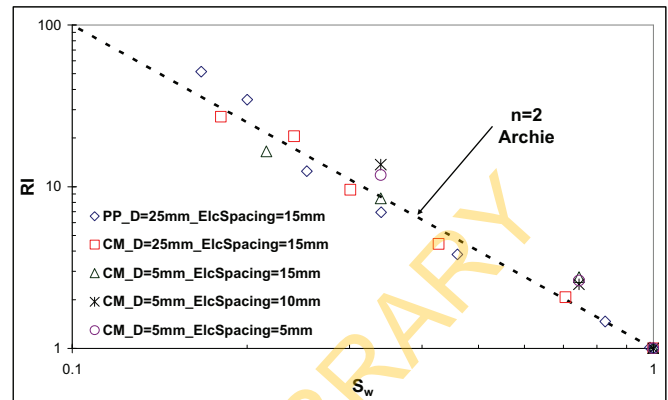 100
n=2
Archie
RI
10
PP_D=25mm_ElcSpacing=15mm
CM_D=25mm_ElcSpacing=15mm
CM_D=5mm_ElcSpacing=15mm
CM_D=5mm_ElcSpacing=10mm
CM_D=5mm_ElcSpacing=5mm
1
0.1
Sw
1
RARY